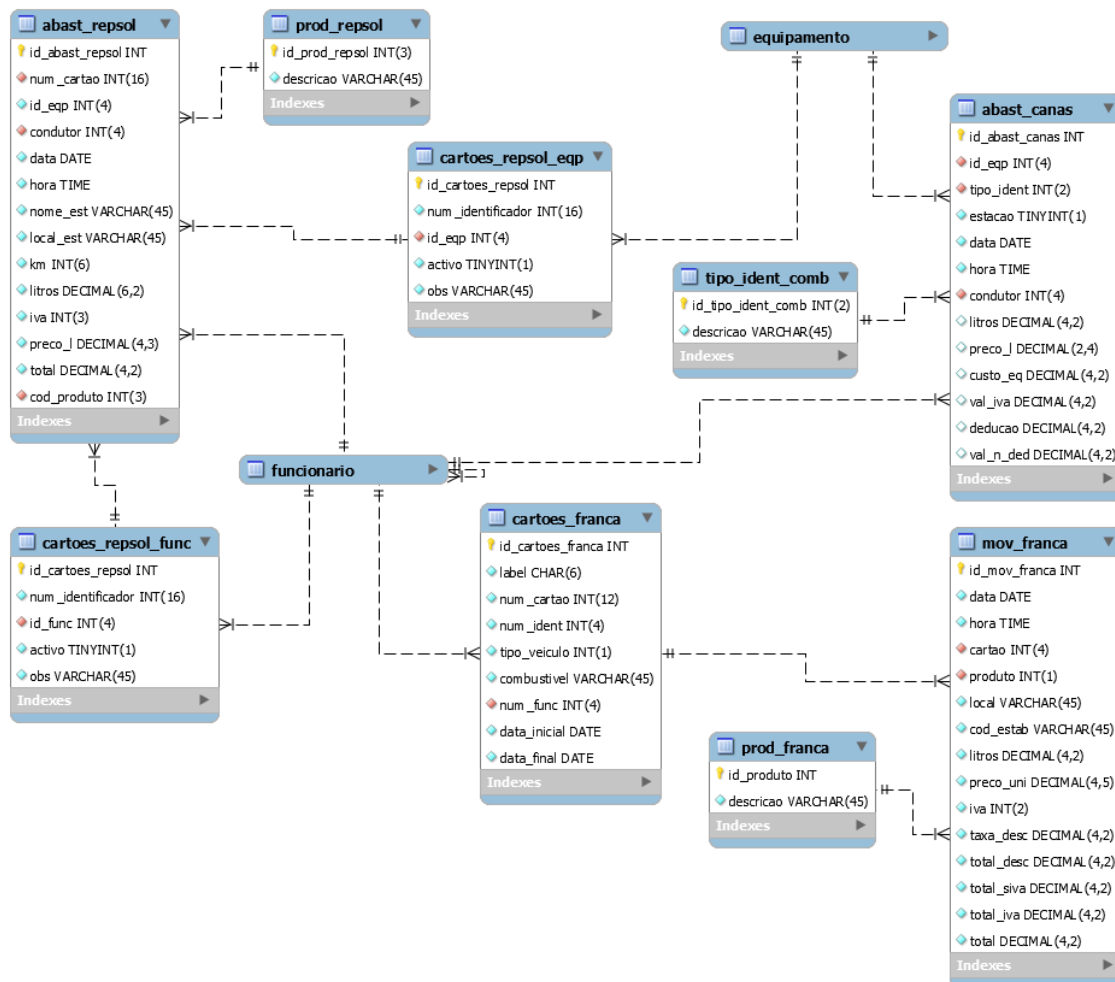 abast_repsol
id_abast_repsol INT
num_cartao INT(16)
id_eqp INT(4)
condutor INT(4)
data DATE
hora TIME
nome_est VARCHAR(45)
local_est VARCHAR(45)
km INT(6)
litros DECIMAL(6,2)
iva INT(3)
preco_l DECIMAL(4,3)
total DECIMAL(4,2)
cod_produto INT(3)
Indexes
prod_repsol
id_prod_repsol INT(3)
descricao VARCHAR(45)
Indexes
equipamento
cartoes_repsol_eqp
id_cartoes_repsol INT
num_identificador INT(16)
id_eqp INT(4)
activo TINYINT(1)
obs VARCHAR(45)
Indexes
abast_canas
id_abast_canas INT
id_eqp INT(4)
tipo_ident INT(2)
estacao TINYINT(1)
data DATE
hora TIME
condutor INT(4)
litros DECIMAL(4,2)
preco_l DECIMAL(2,4)
custo_eq DECIMAL(4,2)
val_iva DECIMAL(4,2)
deducao DECIMAL(4,2)
val_n_ded DECIMAL(4,2)
Indexes
tipo_ident_comb
id_tipo_ident_comb INT(2)
descricao VARCHAR(45)
Indexes
funcionario
cartoes_repsol_func
id_cartoes_repsol INT
num_identificador INT(16)
id_func INT(4)
activo TINYINT(1)
obs VARCHAR(45)
Indexes
cartoes_franca
id_cartoes_franca INT
label CHAR(6)
num_cartao INT(12)
num_ident INT(4)
tipo_veiculo INT(1)
combustivel VARCHAR(45)
num_func INT(4)
data_inicial DATE
data_final DATE
Indexes
mov_franca
id_mov_franca INT
data DATE
hora TIME
cartao INT(4)
produto INT(1)
local VARCHAR(45)
cod_estab VARCHAR(45)
litros DECIMAL(4,2)
preco_uni DECIMAL(4,5)
iva INT(2)
taxa_desc DECIMAL(4,2)
total_desc DECIMAL(4,2)
total_siva DECIMAL(4,2)
total_iva DECIMAL(4,2)
total DECIMAL(4,2)
Indexes
prod_franca
id_produto INT
descricao VARCHAR(45)
Indexes